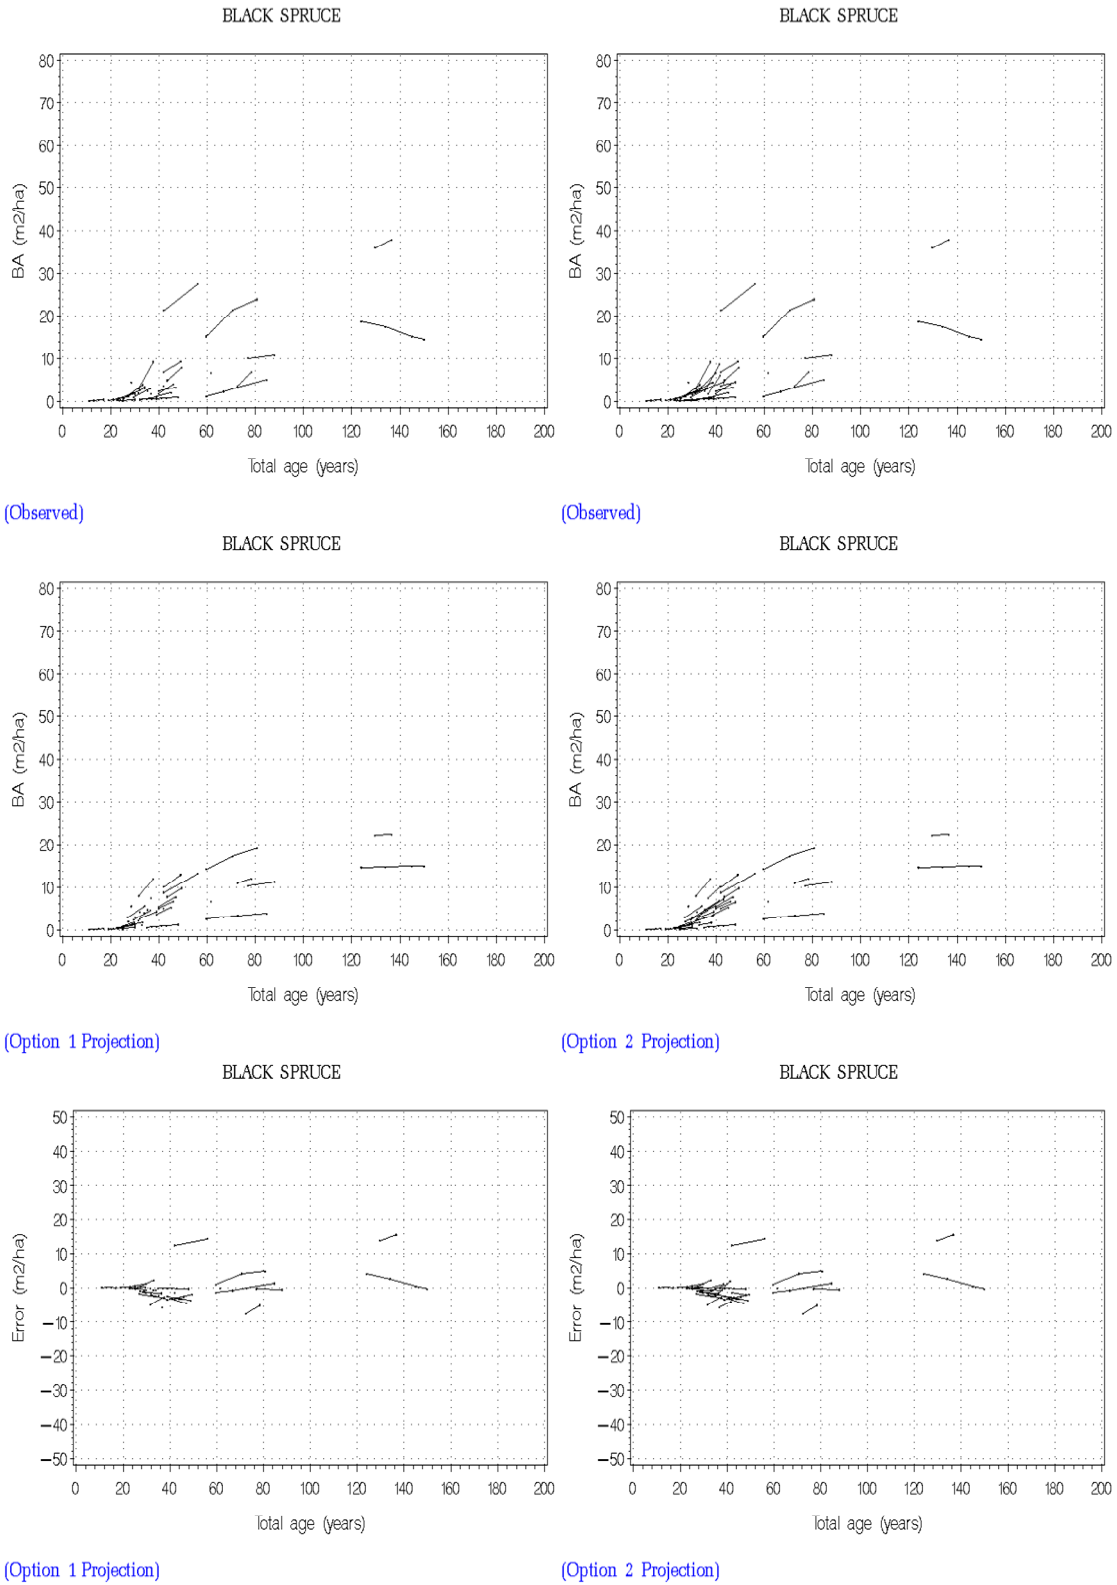 BLACK SPRUCE BLACK SPRUCE
80 80
70 70
60 60
50 50
40 40
30 30
20 20
10 10
0 0
BA (m2/ha) BA (m2/ha)
0 20 40 60 80 100 120 140 160 180 200 0 20 40 60 80 100 120 140 160 180 200
Total age (years) Total age (years)
(Observed) (Observed)
BLACK SPRUCE BLACK SPRUCE
80 80
70 70
60 60
50 50
40 40
30 30
20 20
10 10
0 0
BA (m2/ha) BA (m2/ha)
0 20 40 60 80 100 120 140 160 180 200 0 20 40 60 80 100 120 140 160 180 200
Total age (years) Total age (years)
(Option 1 Projection) (Option 2 Projection)
BLACK SPRUCE BLACK SPRUCE
50 50
40 40
30 30
20 20
10 10
0 0
−10 −10
−20 −20
−30 −30
−40 −40
−50 −50
Error (m2/ha) Error (m2/ha)
0 20 40 60 80 100 120 140 160 180 200 0 20 40 60 80 100 120 140 160 180 200
Total age (years) Total age (years)
(Option 1 Projection) (Option 2 Projection)